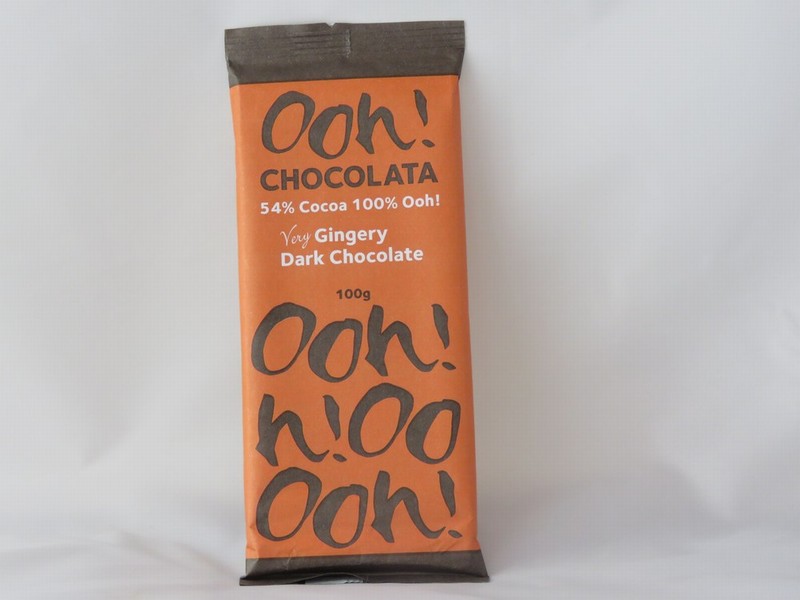 Ooh!
CHOCOLATA
54% Cocoa 100% Ooh!
Very Gingery
Dark Chocolate
100g
Ooh!
h!Oo
Ooh!